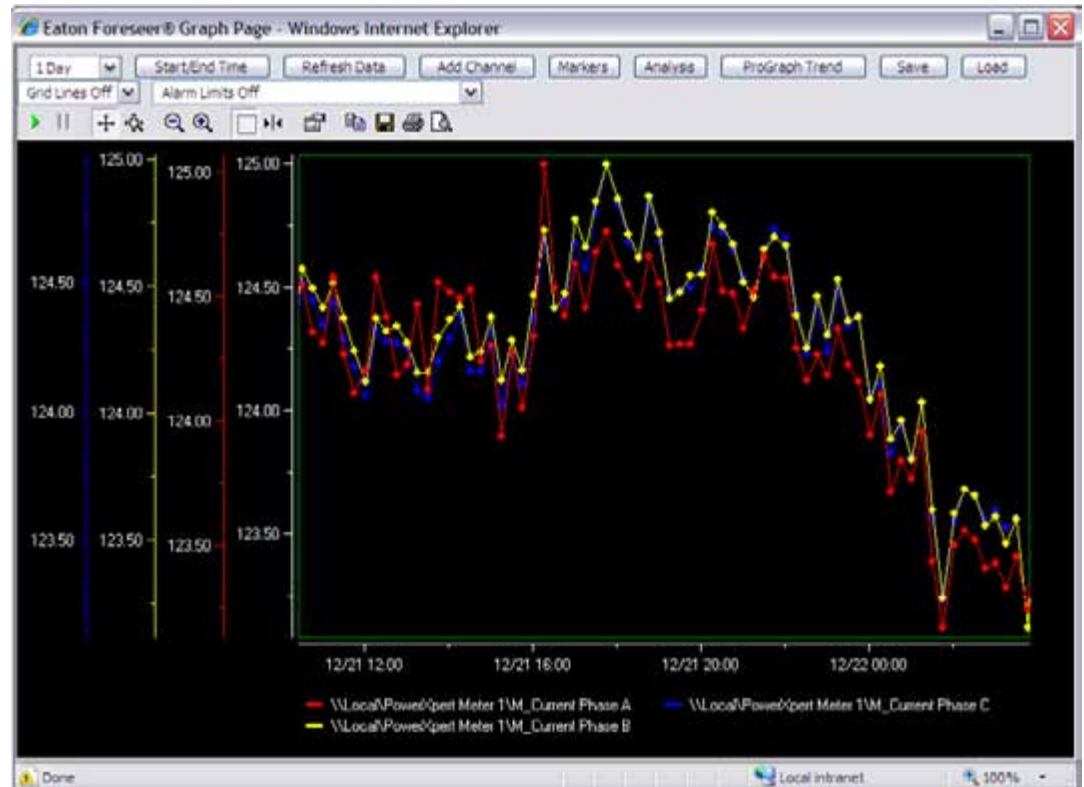 Eaton Foreseer® Graph Page - Windows Internet Explorer
1 Day Start/End Time Refresh Data Add Channel Markers Analysis ProGraph Trend Save Load
Grid Lines Off Alarm Limits Off
125.00 125.00 125.00 125.00
124.50 124.50 124.50 124.50
124.00 124.00 124.00 124.00
123.50 123.50 123.50 123.50
12/21 12:00 12/21 16:00 12/21 20:00 12/22 00:00
\\Local\PowerXpert Meter 1\M_Current Phase A \\Local\PowerXpert Meter 1\M_Current Phase C
\\Local\PowerXpert Meter 1\M_Current Phase B
Done Local intranet 100%